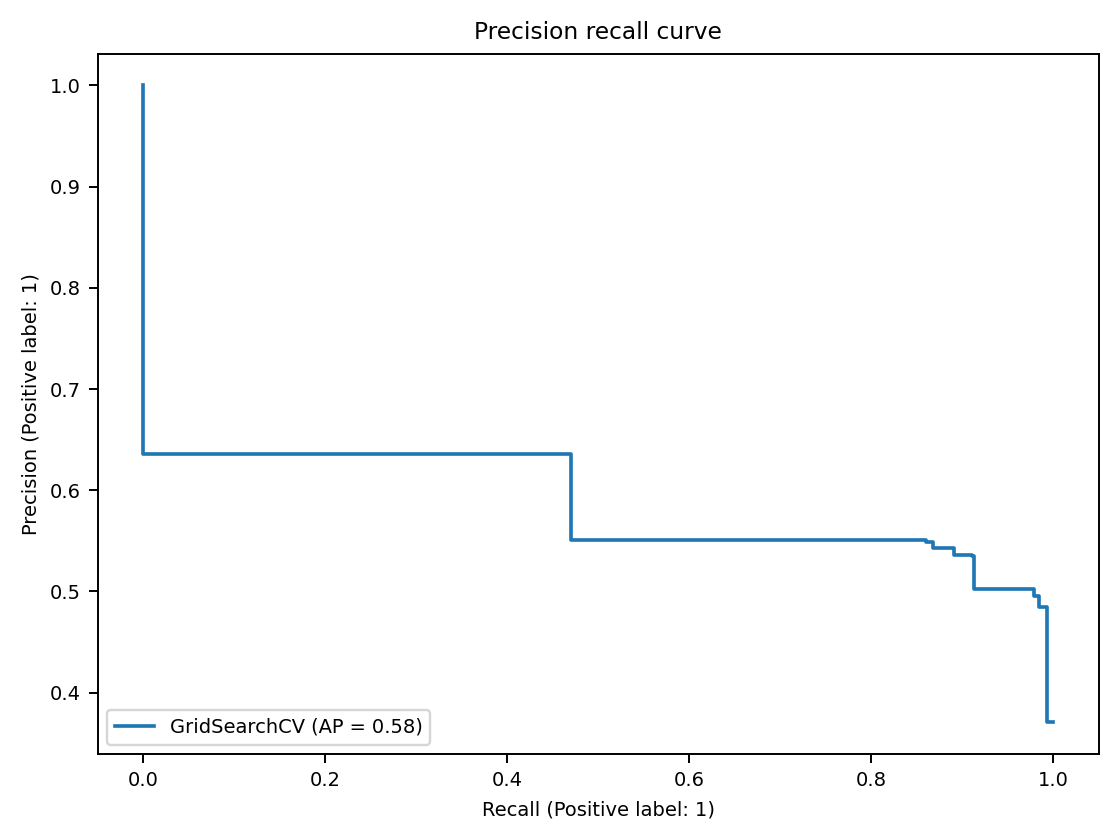 Precision recall curve
1.0
0.9
0.8
0.7
0.6
0.5
0.4
Precision (Positive label: 1)
GridSearchCV (AP = 0.58)
0.0 0.2 0.4 0.6 0.8 1.0
Recall (Positive label: 1)